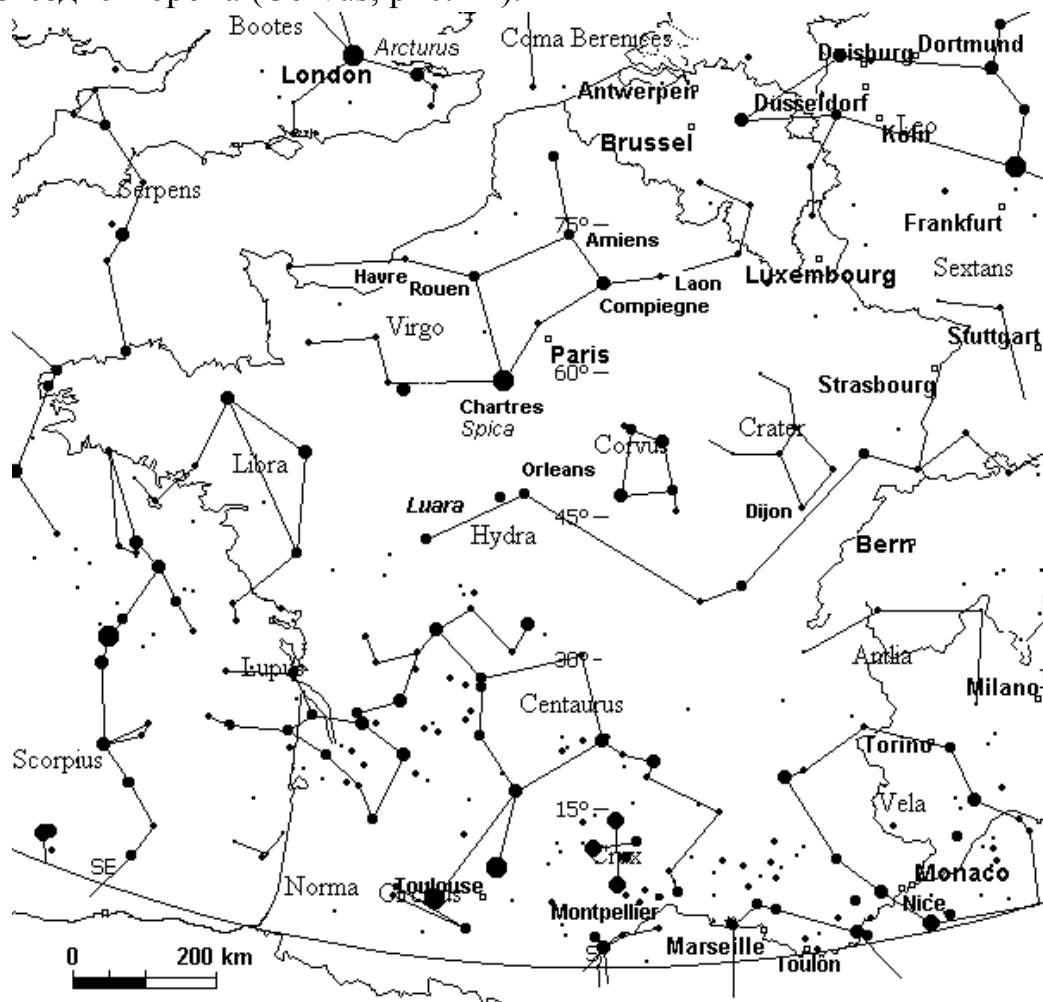 Bootes
Arcturus
London
Coma Berenices
Duisburg
Dortmund
Antwerpen
Düsseldorf
Brussel
Leo
Köln
Serpens
Frankfurt
75°
Amiens
Havre
Rouen
Laon
Luxembourg
Sextans
Compiegne
Virgo
Paris
Stuttgart
60°
Strasbourg
Chartres
Spica
Crater
Corvus
Libra
Orleans
Luara
45°
Dijon
Hydra
Bern
Lupus
30°
Antlia
Milano
Centaurus
Scorpius
Torino
15°
Vela
Crux
SE
Norma
Toulouse
Circinus
Monaco
Montpellier
Nice
S
Marseille
Toulon
0 200 km